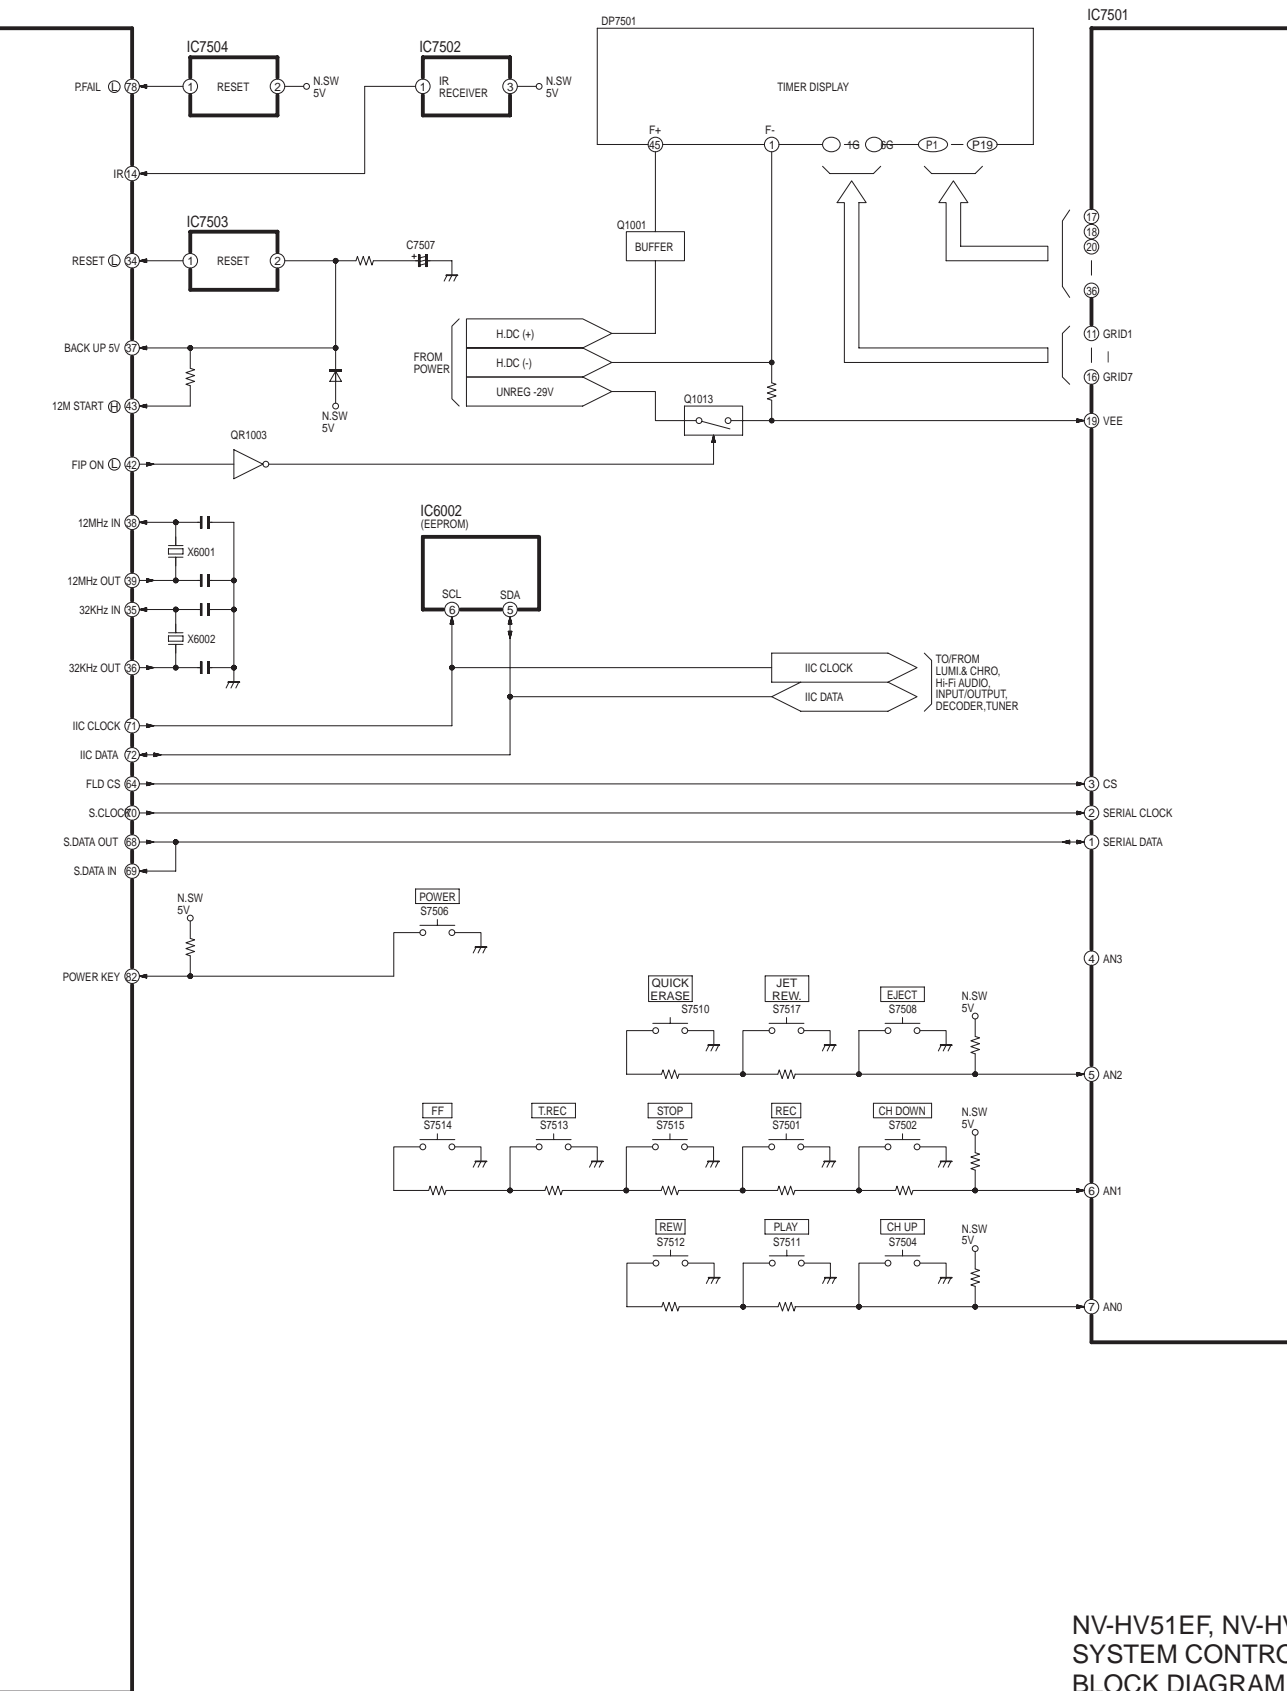 IC7501
DP7501
IC7504
IC7502
P.FAIL Ⓛ 78
1 RESET 2
N.SW
5V
1 IR
RECEIVER 3
N.SW
5V
TIMER DISPLAY
F+
45
F-
1
1G
6G
P1
P19
IR 14
IC7503
RESET Ⓛ 34
1 RESET 2
C7507
+
Q1001
BUFFER
17
18
20
36
BACK UP 5V 37
FROM
POWER
H.DC (+)
H.DC (-)
UNREG -29V
11 GRID1
16 GRID7
12M START Ⓗ 43
N.SW
5V
Q1013
19 VEE
QR1003
FIP ON Ⓛ 42
12MHz IN 38
X6001
12MHz OUT 39
32KHz IN 35
X6002
32KHz OUT 36
IC6002
(EEPROM)
SCL
6
SDA
5
IIC CLOCK
IIC DATA
TO/FROM
LUMI.& CHRO,
Hi-Fi AUDIO,
INPUT/OUTPUT,
DECODER,TUNER
IIC CLOCK 71
IIC DATA 72
FLD CS 64
3 CS
S.CLOCK 70
2 SERIAL CLOCK
S.DATA OUT 68
1 SERIAL DATA
S.DATA IN 69
N.SW
5V
POWER
S7506
POWER KEY 82
4 AN3
QUICK
ERASE
S7510
JET
REW.
S7517
EJECT
S7508
N.SW
5V
5 AN2
FF
S7514
T.REC
S7513
STOP
S7515
REC
S7501
CH DOWN
S7502
N.SW
5V
6 AN1
REW
S7512
PLAY
S7511
CH UP
S7504
N.SW
5V
7 AN0
NV-HV51EF, NV-HV
SYSTEM CONTRO
BLOCK DIAGRAM